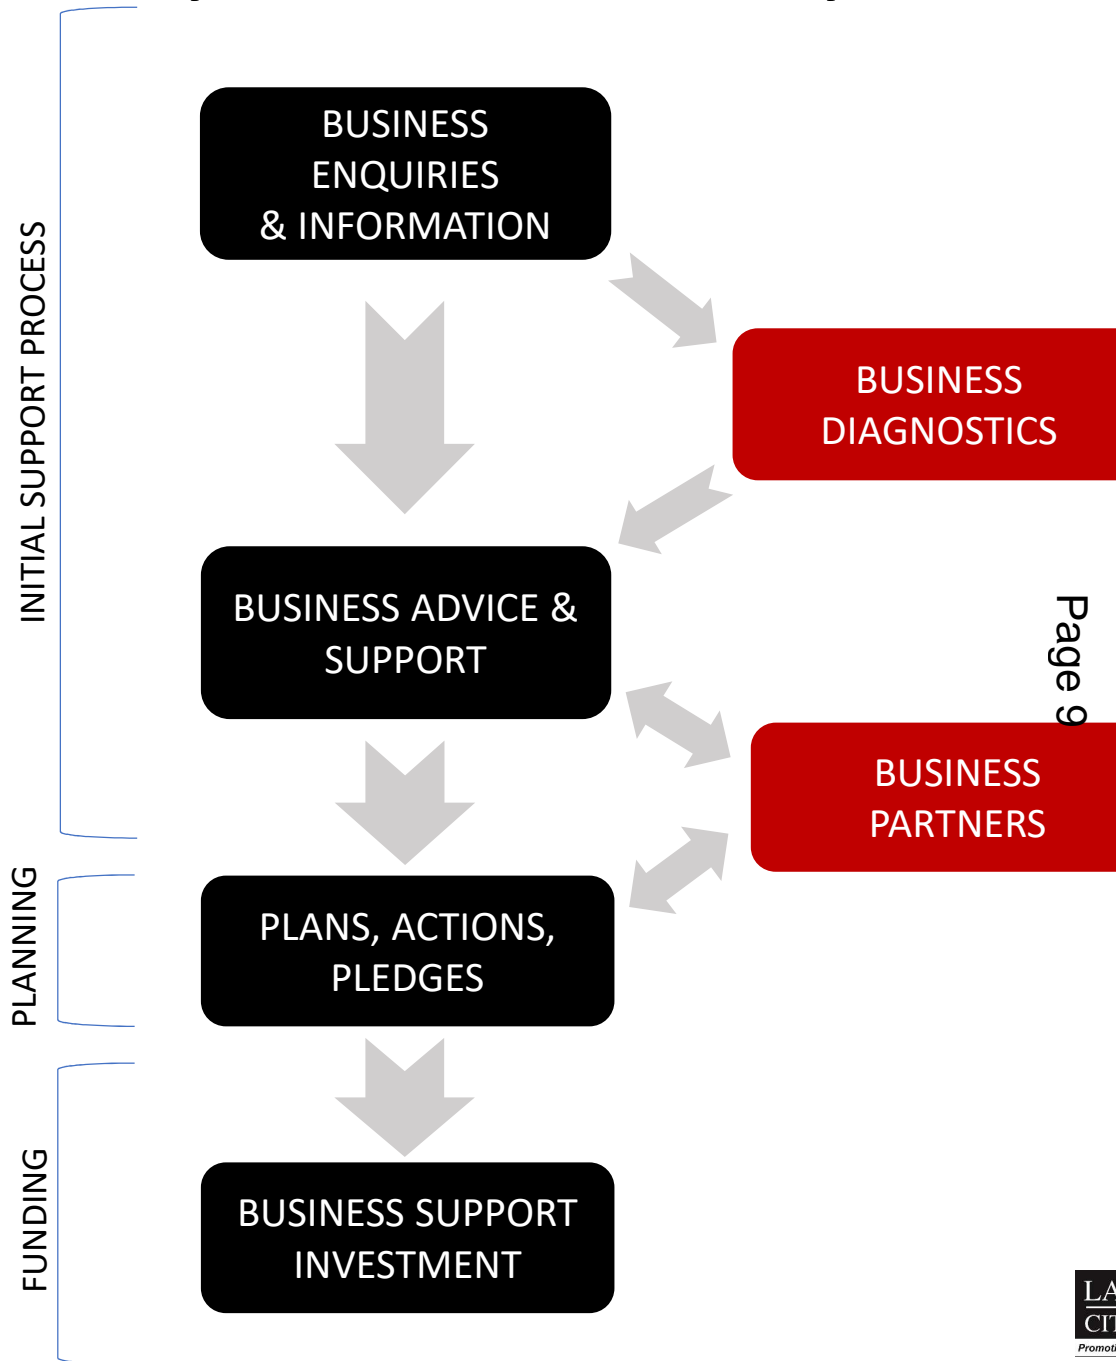 INITIAL SUPPORT PROCESS
BUSINESS
ENQUIRIES
& INFORMATION
BUSINESS
DIAGNOSTICS
BUSINESS ADVICE &
SUPPORT
Page 9
BUSINESS
PARTNERS
PLANNING
PLANS, ACTIONS,
PLEDGES
FUNDING
BUSINESS SUPPORT
INVESTMENT